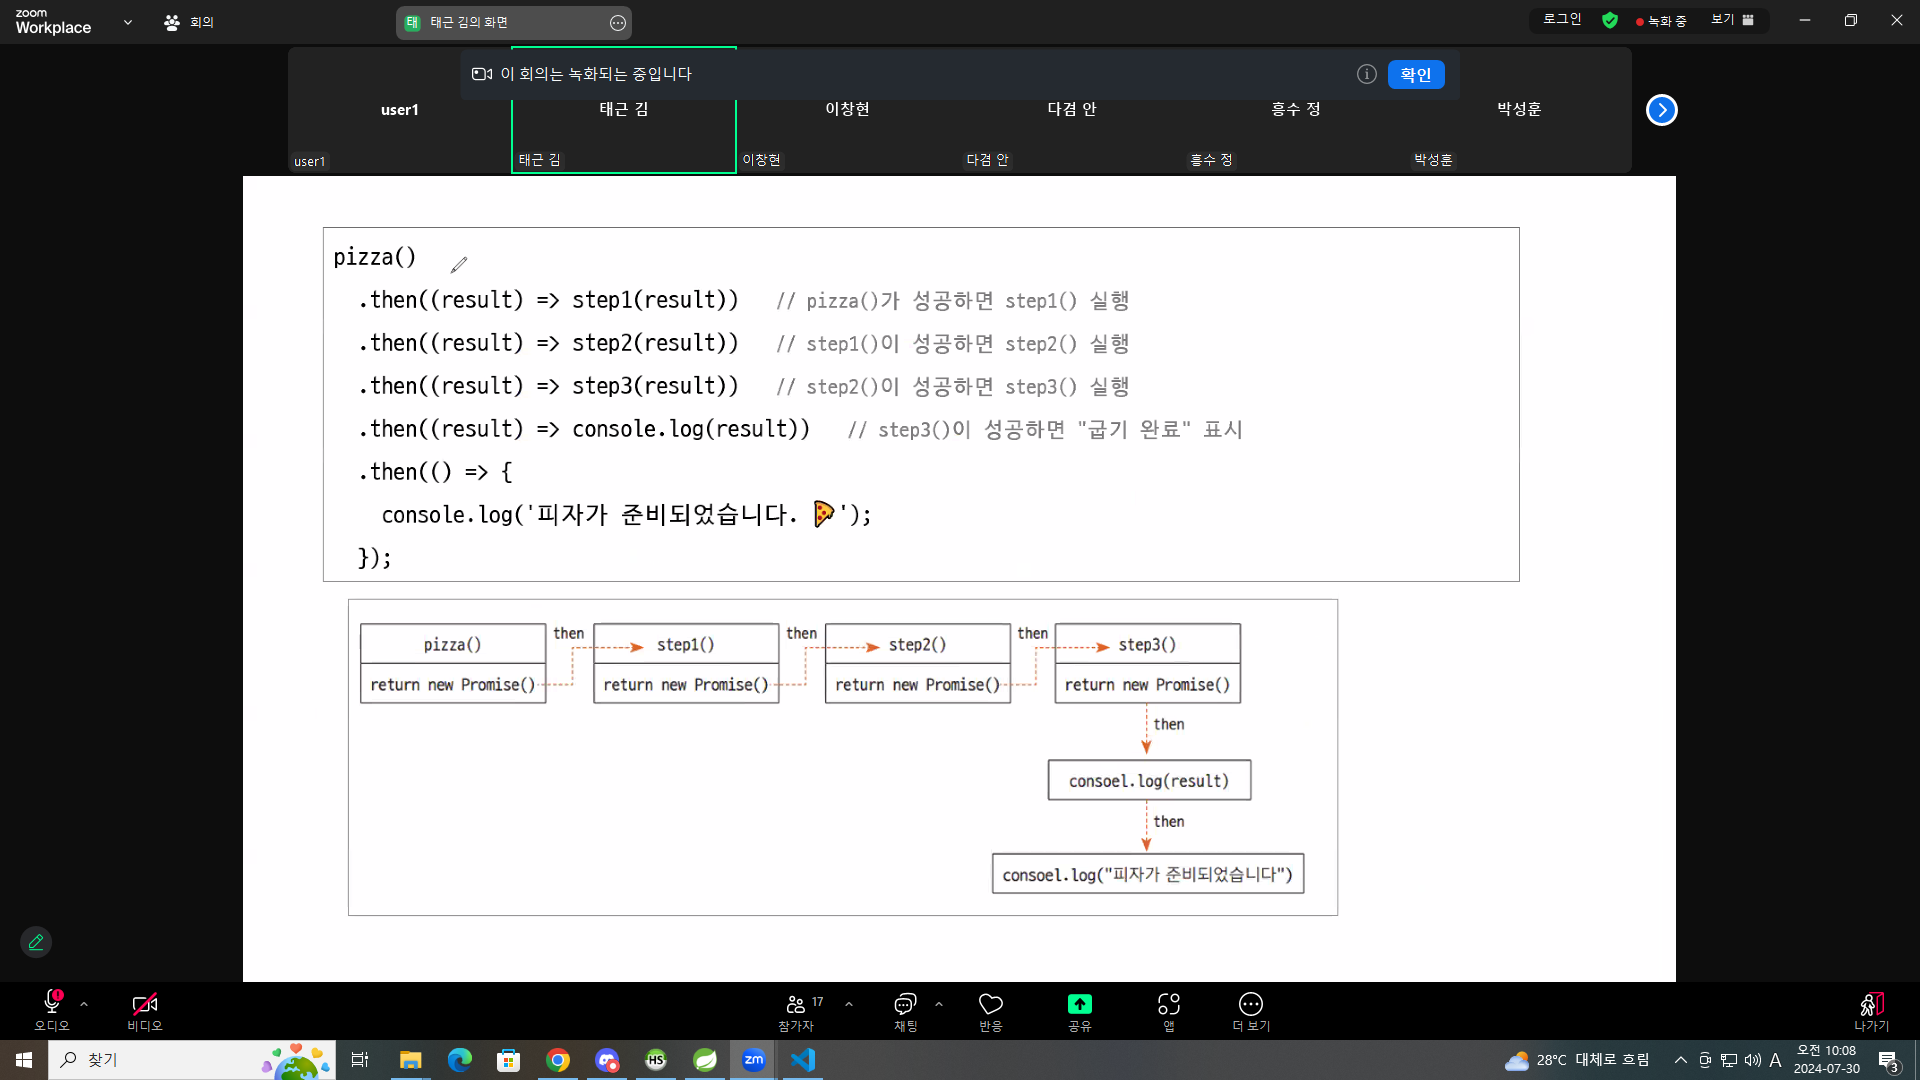 zoom
Workplace
회의
태 태근 김의 화면
로그인
녹화 중
보기
이 회의는 녹화되는 중입니다
확인
user1
태근 김
이창현
다겸 안
흥수 정
박성훈
user1
태근 김
이창현
다겸 안
흥수 정
박성훈
pizza()
.then((result) => step1(result)) // pizza()가 성공하면 step1() 실행
.then((result) => step2(result)) // step1()이 성공하면 step2() 실행
.then((result) => step3(result)) // step2()이 성공하면 step3() 실행
.then((result) => console.log(result)) // step3()이 성공하면 "굽기 완료" 표시
.then(() => {
console.log('피자가 준비되었습니다. 🍕');
});
pizza()
return new Promise()
then
step1()
return new Promise()
then
step2()
return new Promise()
then
step3()
return new Promise()
then
consoel.log(result)
then
consoel.log("피자가 준비되었습니다")
오디오
비디오
17
참가자
채팅
반응
공유
앱
더 보기
나가기
찾기
HS
zm
28°C 대체로 흐림
A
오전 10:08
2024-07-30
3